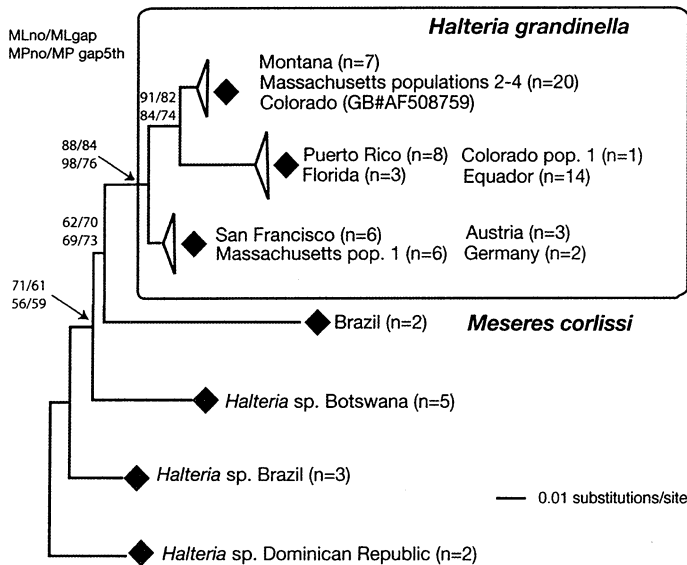 MLno/MLgap
MPno/MP gap5th
Halteria grandinella
Montana (n=7)
Massachusetts populations 2-4 (n=20)
Colorado (GB#AF508759)
91/82
84/74
88/84
98/76
Puerto Rico (n=8) Colorado pop. 1 (n=1)
Florida (n=3) Equador (n=14)
62/70
69/73
San Francisco (n=6) Austria (n=3)
Massachusetts pop. 1 (n=6) Germany (n=2)
71/61
56/59
Brazil (n=2) Meseres corlissi
Halteria sp. Botswana (n=5)
Halteria sp. Brazil (n=3)
0.01 substitutions/site
Halteria sp. Dominican Republic (n=2)